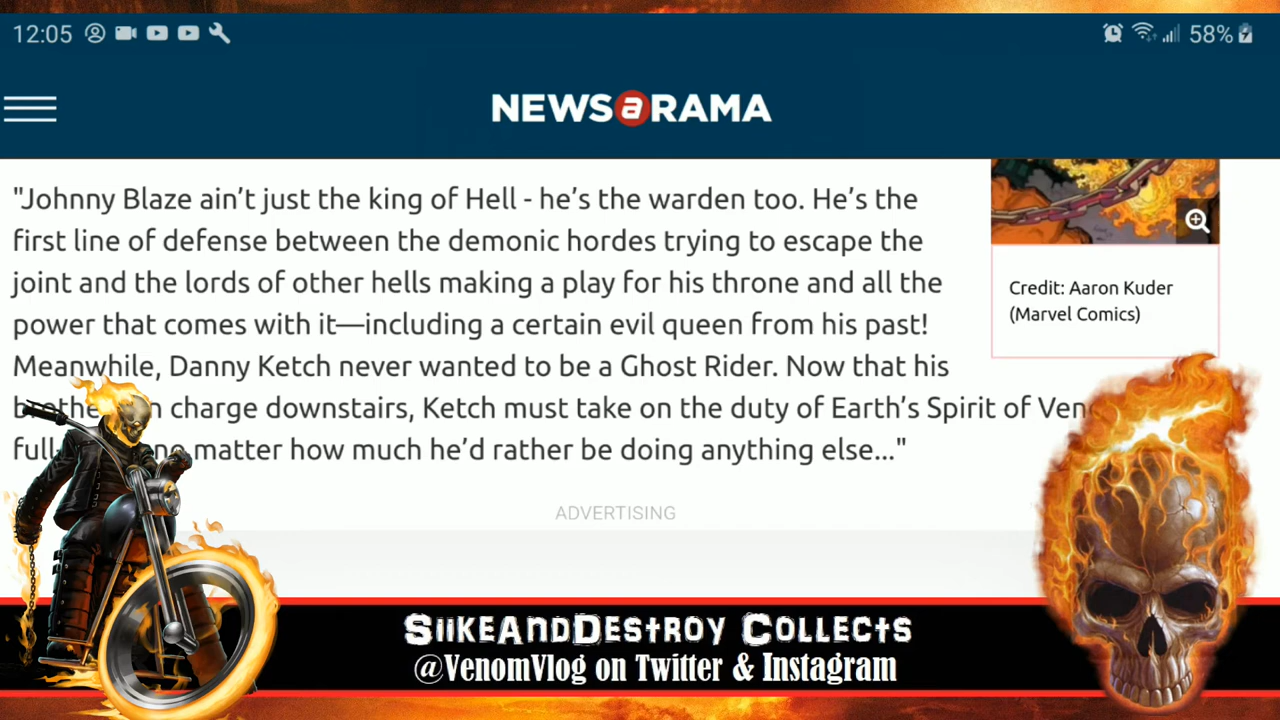 12:05
58%
NEWSaRAMA
"Johnny Blaze ain’t just the king of Hell - he’s the warden too. He’s the
first line of defense between the demonic hordes trying to escape the
joint and the lords of other hells making a play for his throne and all the
power that comes with it—including a certain evil queen from his past!
Meanwhile, Danny Ketch never wanted to be a Ghost Rider. Now that his
charge downstairs, Ketch must take on the duty of Earth’s Spirit of
matter how much he’d rather be doing anything else..."
Credit: Aaron Kuder
(Marvel Comics)
ADVERTISING
SiikeAndDestroy Collects
@VenomVlog on Twitter & Instagram